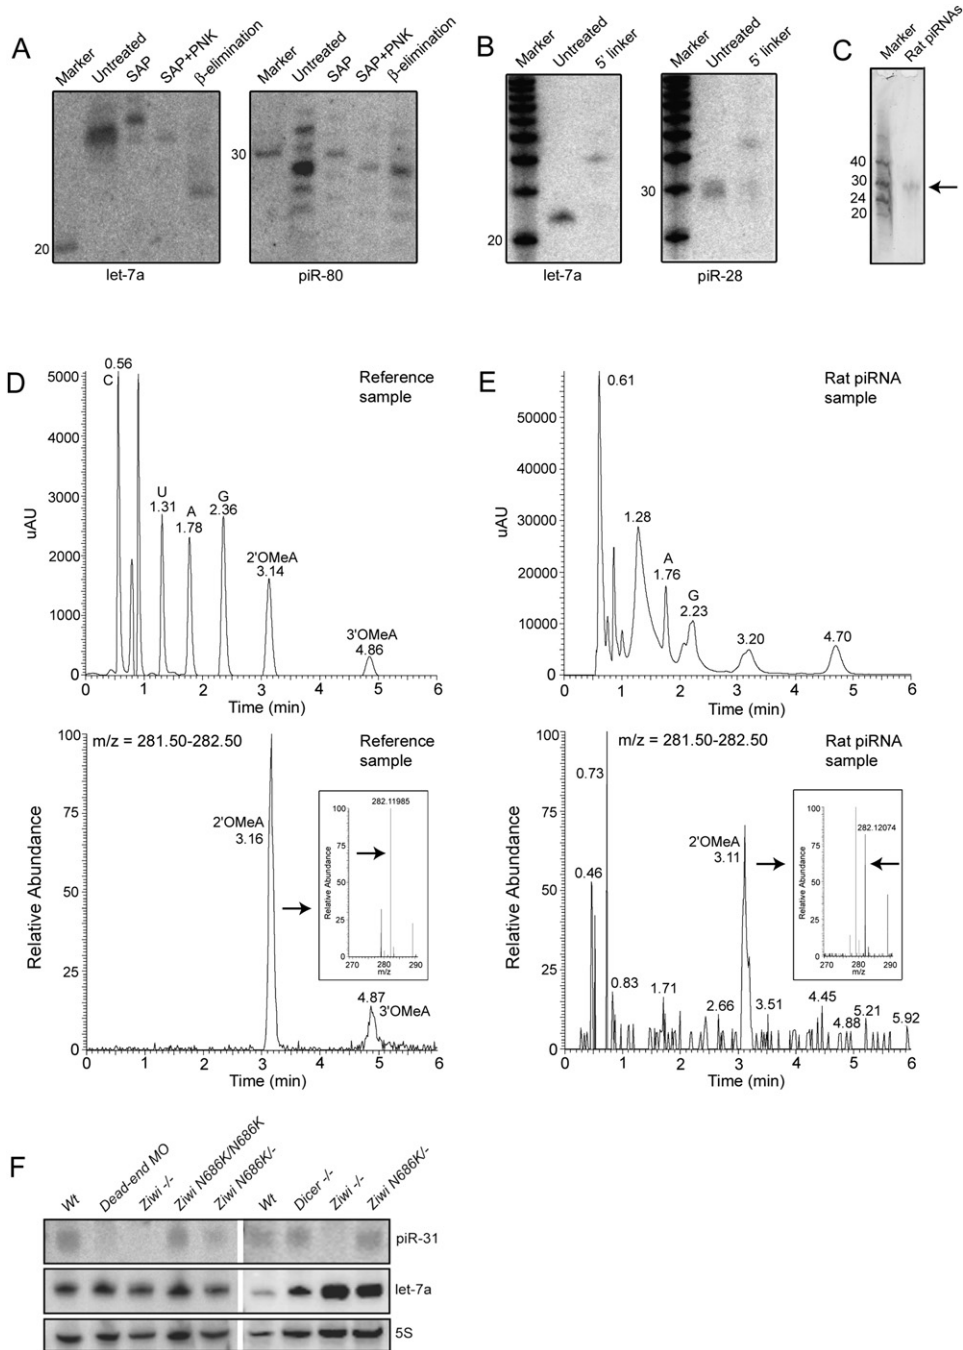 A
Marker
Untreated
SAP
SAP+PNK
β-elimination
20
let-7a
Marker
Untreated
SAP
SAP+PNK
β-elimination
30
piR-80
B
Marker
Untreated
5' linker
20
let-7a
Marker
Untreated
5' linker
30
piR-28
C
Marker
Rat piRNAs
40
30
24
20
D
Reference
sample
uAU
5000
4000
3000
2000
1000
0
0.56
C
U
1.31
A
1.78
G
2.36
2'OMeA
3.14
3'OMeA
4.86
0 1 2 3 4 5 6
Time (min)
m/z = 281.50-282.50
Reference
sample
Relative Abundance
100
75
50
25
0
2'OMeA
3.16
4.87
3'OMeA
282.11985
Relative Abundance
100
75
50
25
0
270 280 290
m/z
0 1 2 3 4 5 6
Time (min)
E
Rat piRNA
sample
uAU
50000
40000
30000
20000
10000
0
0.61
1.28
A
1.76
G
2.23
3.20
4.70
0 1 2 3 4 5 6
Time (min)
m/z = 281.50-282.50
Rat piRNA
sample
Relative Abundance
100
75
50
25
0
0.73
0.46
0.83
1.71
2.66
2'OMeA
3.11
3.51
4.45
4.88
5.21
5.92
282.12074
Relative Abundance
100
75
50
25
0
270 280 290
m/z
0 1 2 3 4 5 6
Time (min)
F
Wt
Dead-end MO
Ziwi -/-
Ziwi N686K/N686K
Ziwi N686K/-
Wt
Dicer -/-
Ziwi -/-
Ziwi N686K/-
piR-31
let-7a
5S